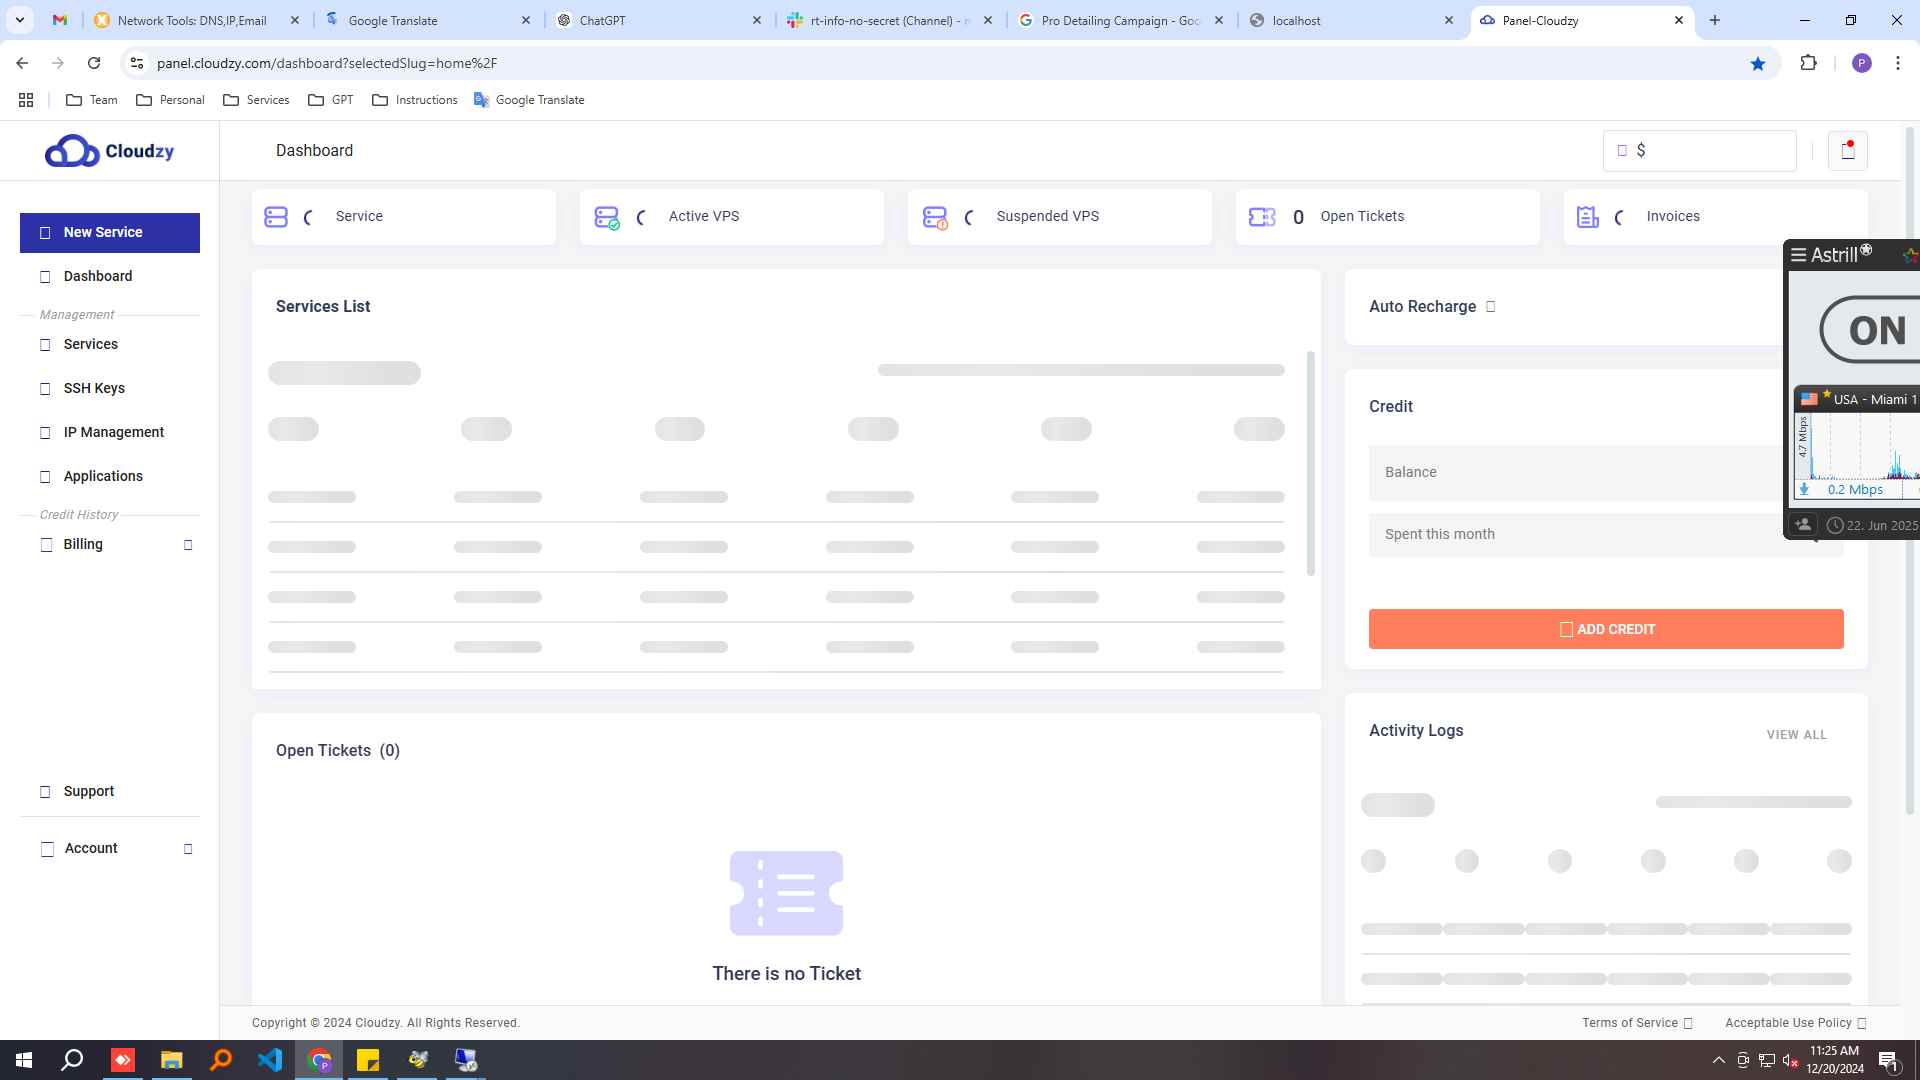 Network Tools: DNS,IP,Email
Google Translate
ChatGPT
rt-info-no-secret (Channel) -
Pro Detailing Campaign - Goo
localhost
Panel-Cloudzy
panel.cloudzy.com/dashboard?selectedSlug=home%2F
P
Team
Personal
Services
GPT
Instructions
Google Translate
Cloudzy
Dashboard
$
New Service
Dashboard
Management
Services
SSH Keys
IP Management
Applications
Credit History
Billing
Support
Account
Service
Active VPS
Suspended VPS
0 Open Tickets
Invoices
Services List
Auto Recharge
Credit
Balance
Spent this month
ADD CREDIT
Open Tickets (0)
There is no Ticket
Activity Logs
VIEW ALL
Astrill
ON
USA - Miami 1
4.7 Mbps
0.2 Mbps
22. Jun 2025
Copyright © 2024 Cloudzy. All Rights Reserved.
Terms of Service
Acceptable Use Policy
P
11:25 AM
12/20/2024
1